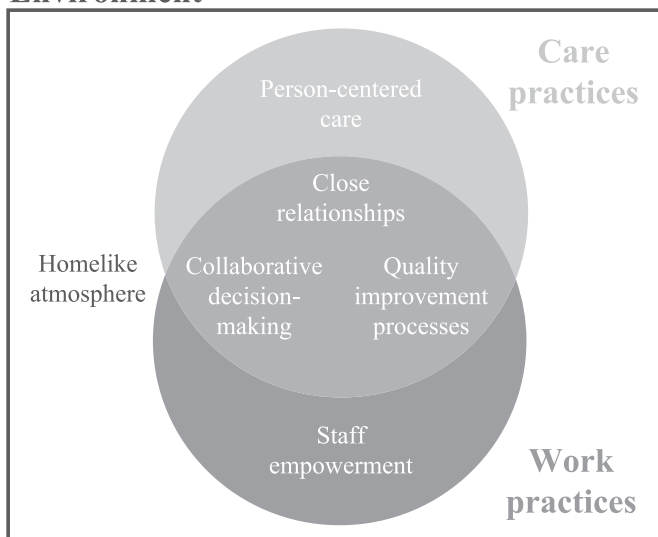 Environment
Care
practices
Person-centered
care
Close
relationships
Homelike
atmosphere
Collaborative
decision-
making
Quality
improvement
processes
Staff
empowerment
Work
practices